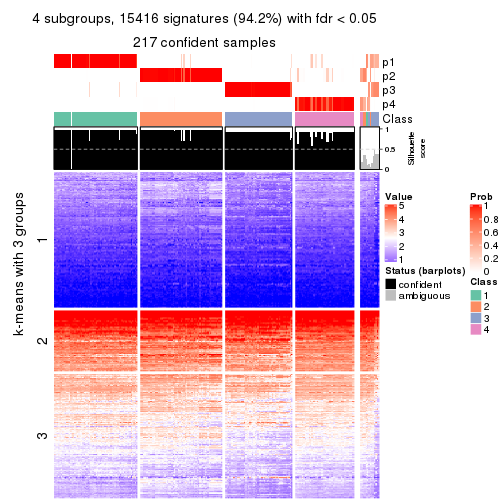 4 subgroups, 15416 signatures (94.2%) with fdr < 0.05
217 confident samples
p1
p2
p3
p4
Class
1
0.5
0
Silhouette
score
k-means with 3 groups
1
2
3
Value
5
4
3
2
1
Status (barplots)
confident
ambiguous
Prob
1
0.8
0.6
0.4
0.2
0
Class
1
2
3
4